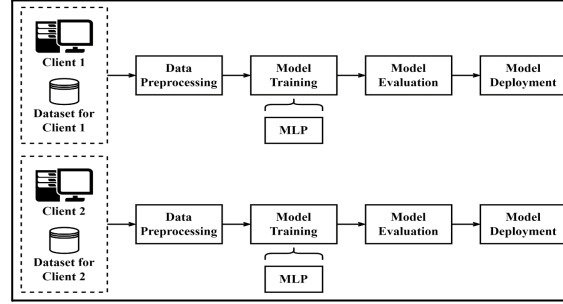 Client 1
Dataset for
Client 1
Data
Preprocessing
Model
Training
MLP
Model
Evaluation
Model
Deployment
Client 2
Dataset for
Client 2
Data
Preprocessing
Model
Training
MLP
Model
Evaluation
Model
Deployment